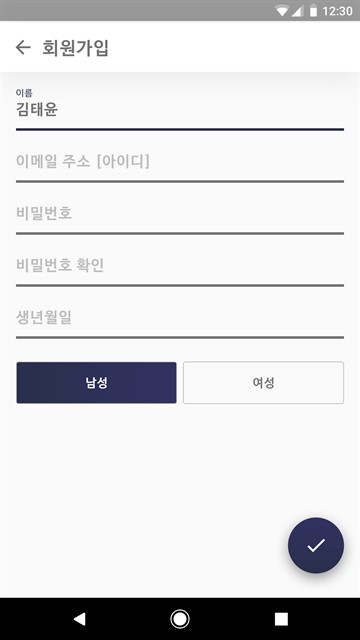 12:30
회원가입
이름
김태윤
이메일 주소 [아이디]
비밀번호
비밀번호 확인
생년월일
남성
여성